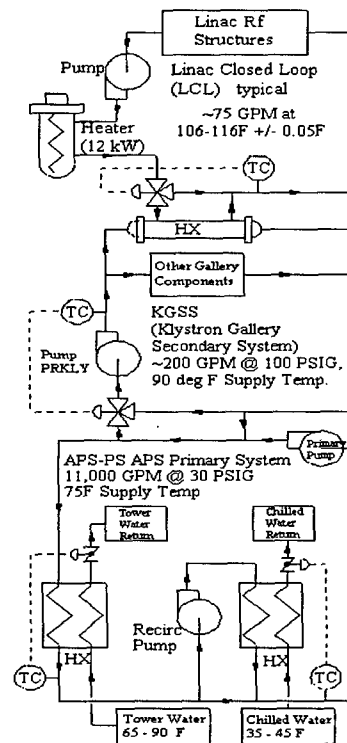 Linac Rf
Structures
Pump
Linac Closed Loop
(LCL) typical
~75 GPM at
106-116F +/- 0.05F
Heater
(12 kW)
TC
HX
Other Gallery
Components
TC
KGSS
(Klystron Gallery
Secondary System)
~200 GPM @ 100 PSIG,
90 deg F Supply Temp.
Pump
PRKLY
Primary
Pump
APS-PS APS Primary System
11,000 GPM @ 30 PSIG
75F Supply Temp
Tower
Water
Return
Chilled
Water
Return
Recirc
Pump
HX
HX
TC
TC
Tower Water
65 - 90 F
Chilled Water
35 - 45 F